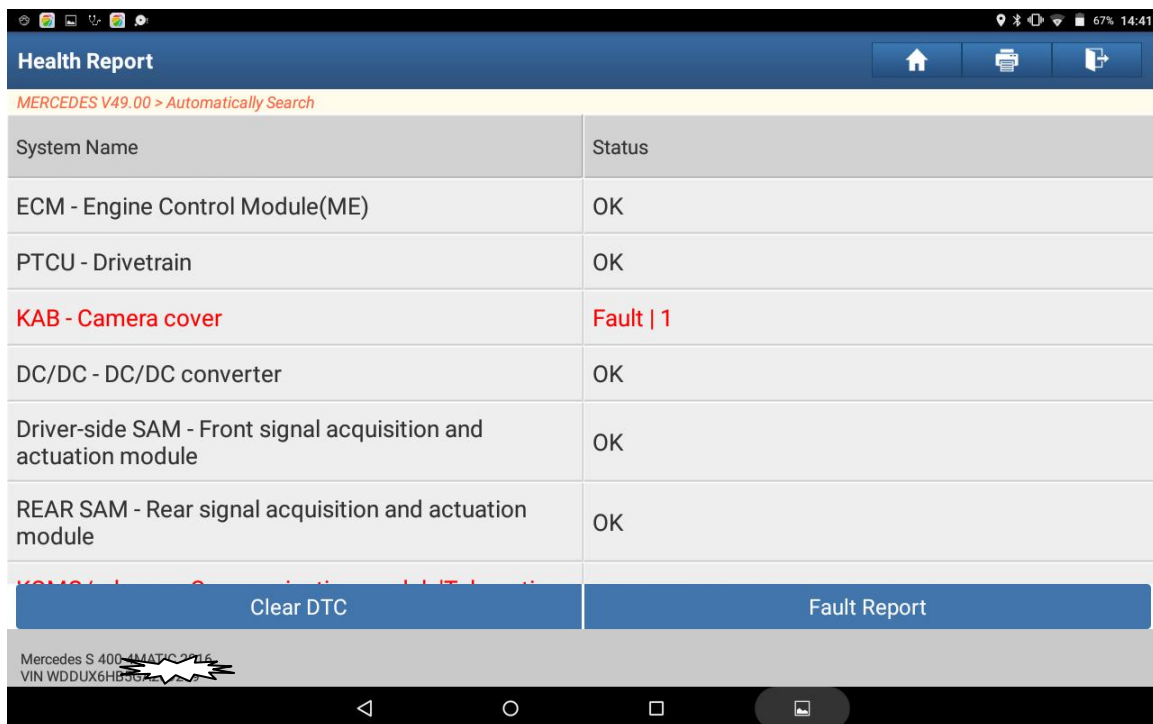 67% 14:41
Health Report
MERCEDES V49.00 > Automatically Search
System Name
Status
ECM - Engine Control Module(ME)
OK
PTCU - Drivetrain
OK
KAB - Camera cover
Fault | 1
DC/DC - DC/DC converter
OK
Driver-side SAM - Front signal acquisition and
actuation module
OK
REAR SAM - Rear signal acquisition and actuation
module
OK
Clear DTC
Fault Report
Mercedes S 400 4MATIC 2016
VIN